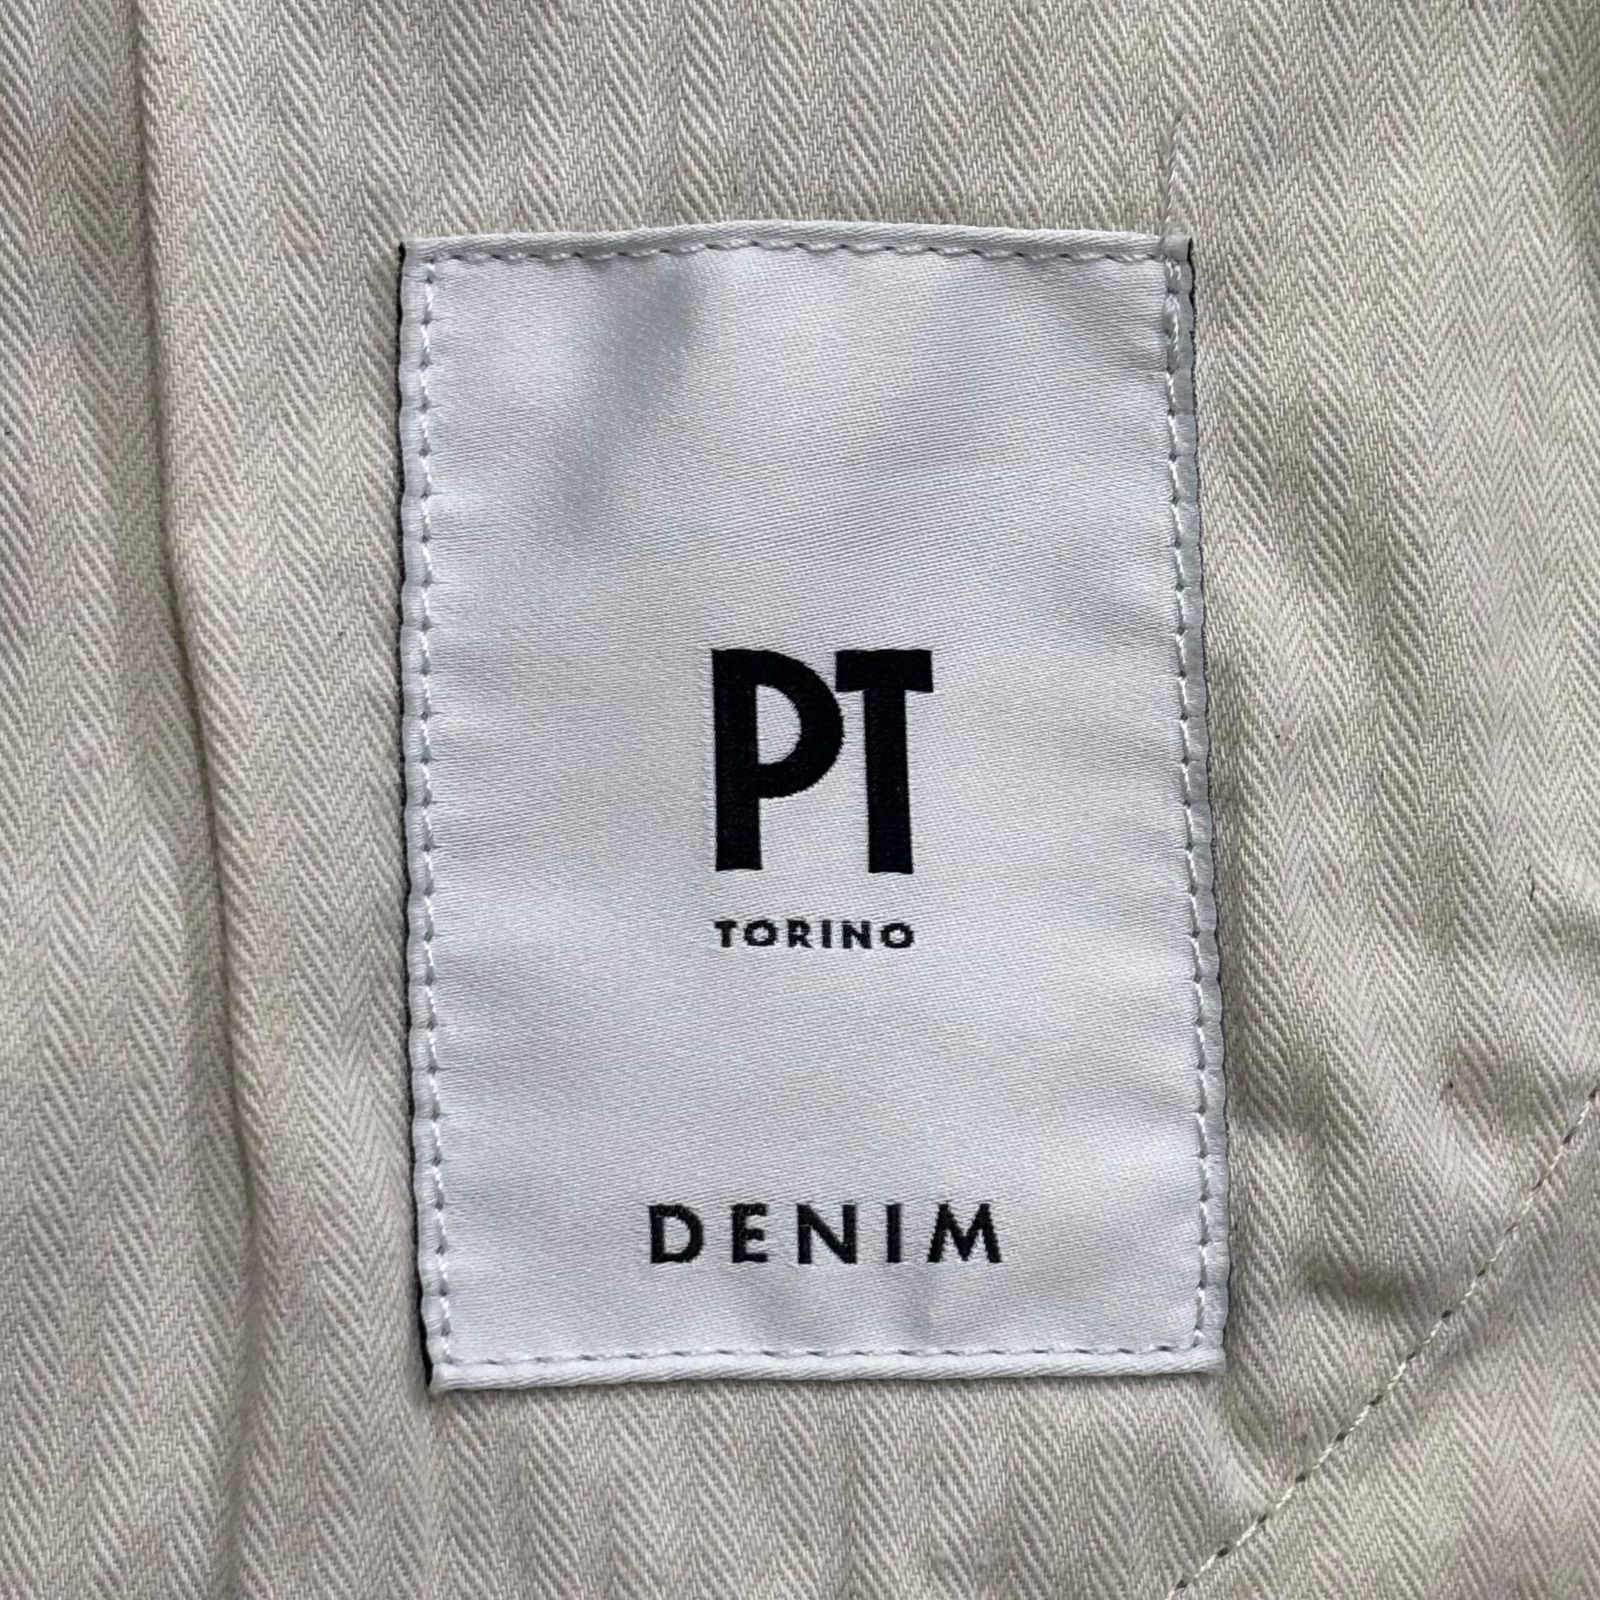 PT
TORINO
DENIM